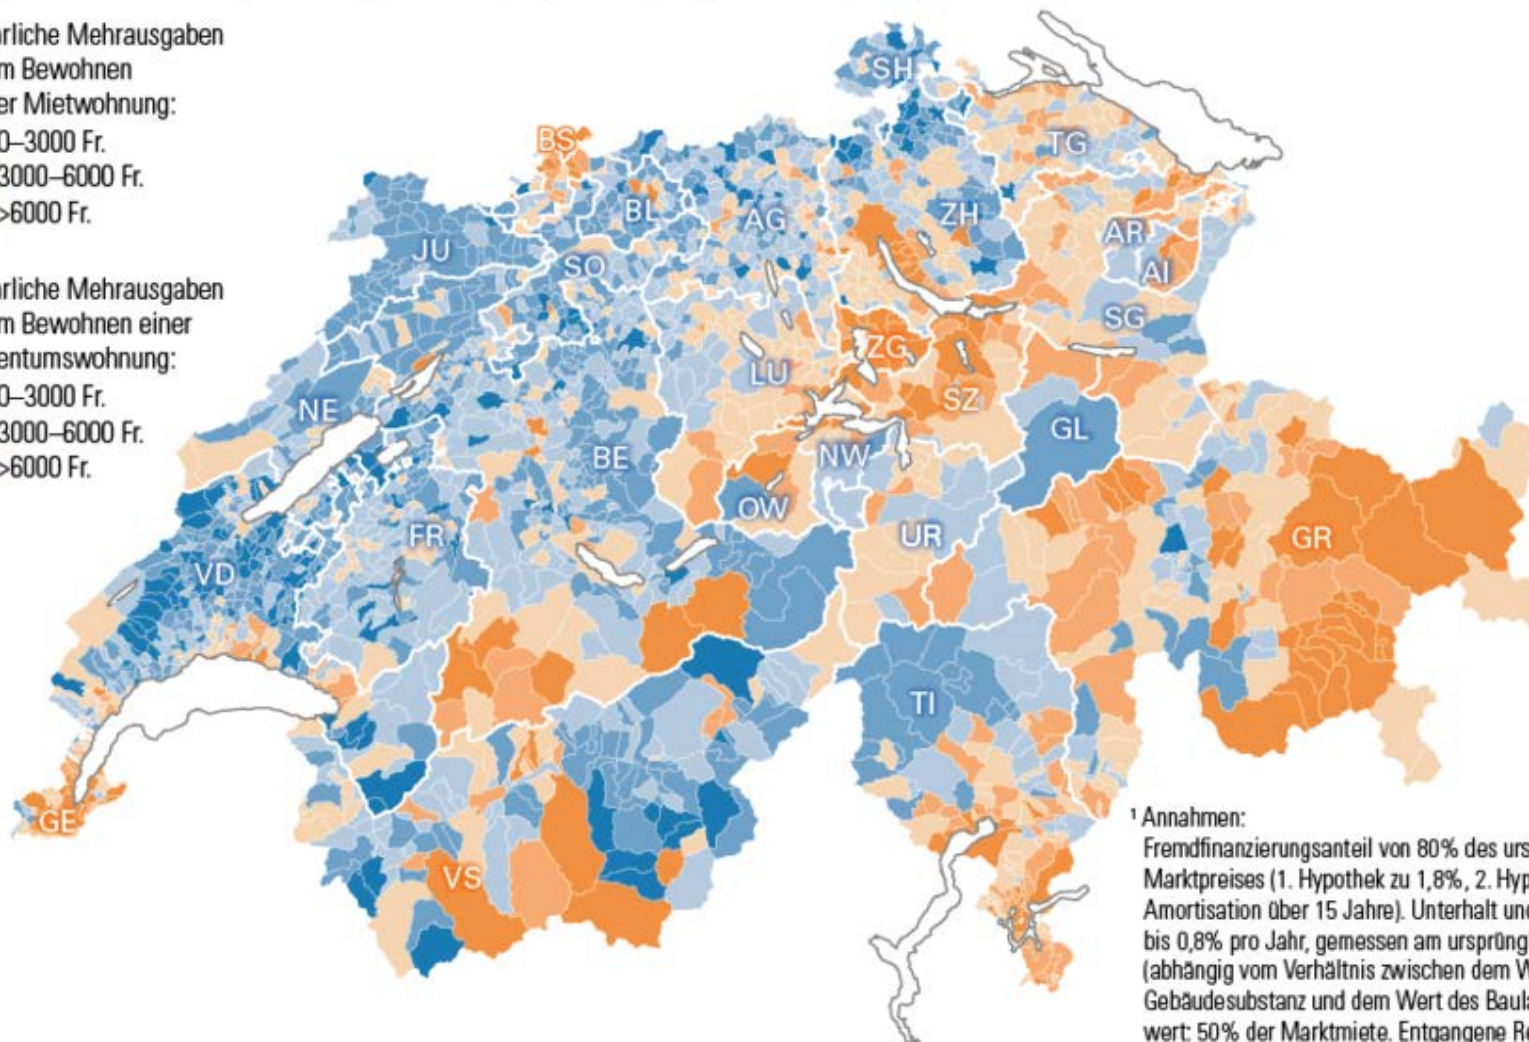 rliche Mehrausgaben
m Bewohnen
er Mietwohnung:
0–3000 Fr.
3000–6000 Fr.
>6000 Fr.
rliche Mehrausgaben
m Bewohnen einer
entumswohnung:
0–3000 Fr.
3000–6000 Fr.
>6000 Fr.
SH
BS
TG
BL
AG
ZH
JU
SO
AR
AI
SG
ZG
LU
SZ
NE
GL
BE
NW
OW
FR
UR
GR
VD
TI
GE
VS
¹ Annahmen:
Fremdfinanzierungsanteil von 80% des urs
Marktpreises (1. Hypothek zu 1,8%, 2. Hyp
Amortisation über 15 Jahre). Unterhalt und
bis 0,8% pro Jahr, gemessen am ursprüng
(abhängig vom Verhältnis zwischen dem W
Gebäudesubstanz und dem Wert des Baula
wert: 50% der Marktmiete. Entgangene Re